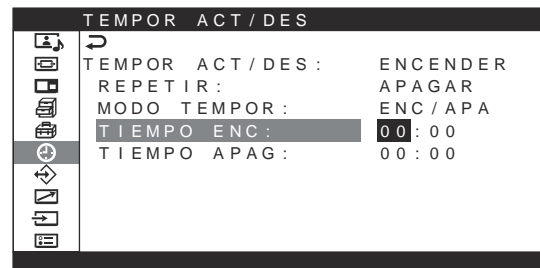 TEMPOR ACT/DES
TEMPOR ACT/DES: ENCENDER
REPETIR: APAGAR
MODO TEMPOR: ENC/APA
TIEMPO ENC: 00:00
TIEMPO APAG: 00:00